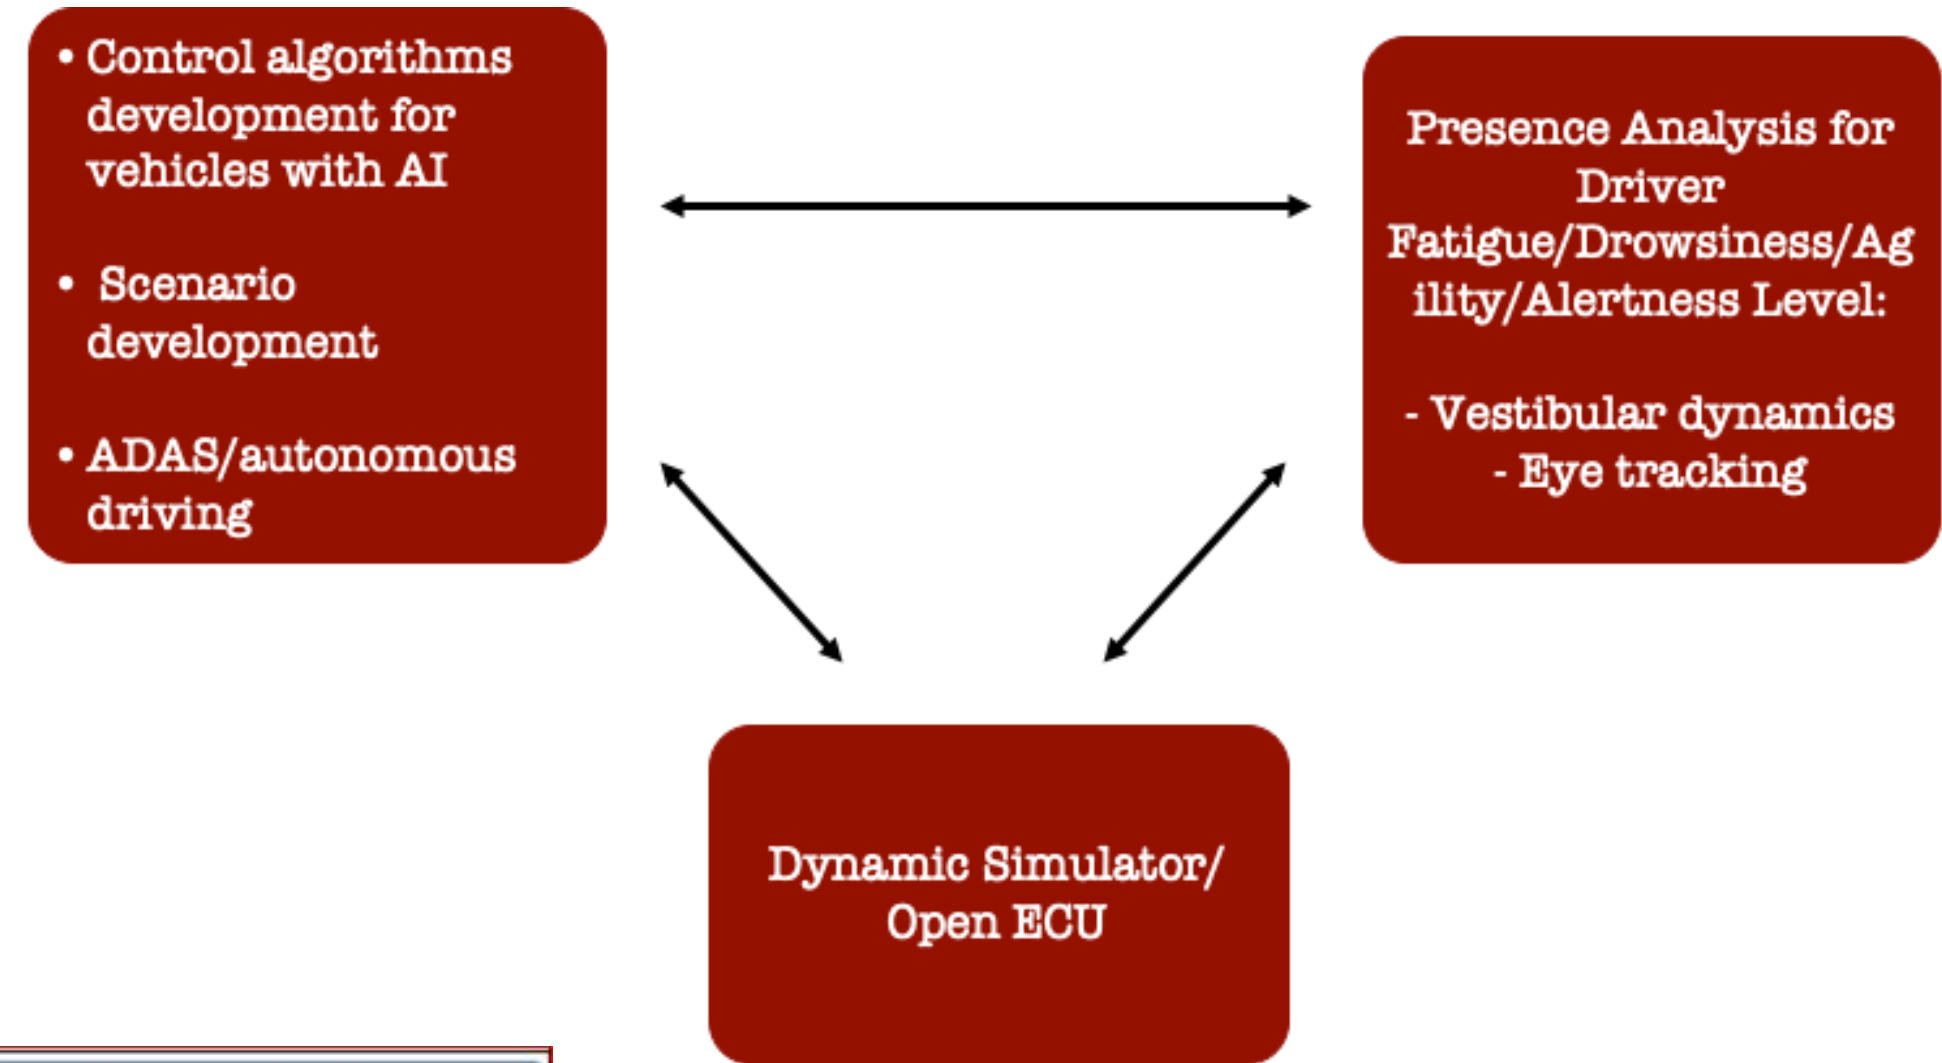 • Control algorithms
development for
vehicles with AI
• Scenario
development
• ADAS/autonomous
driving
Presence Analysis for
Driver
Fatigue/Drowsiness/Ag
ility/Alertness Level:
- Vestibular dynamics
- Eye tracking
Dynamic Simulator/
Open ECU